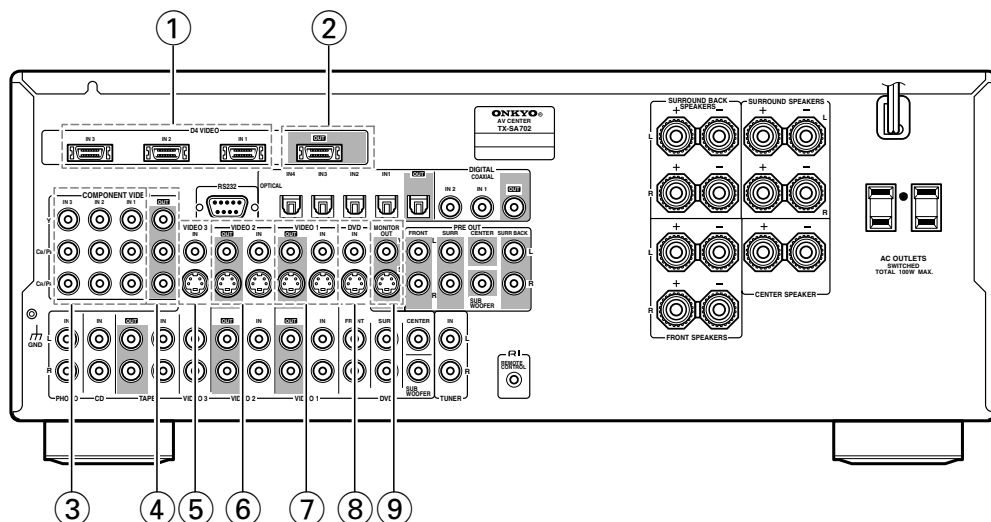 ① ②
D4 VIDEO
IN 3 IN 2 IN 1 OUT
ONKYO®
AV CENTER
TX-SA702
SURROUND BACK
SPEAKERS
SURROUND SPEAKERS
+ − + −
L L
R R
DIGITAL
COAXIAL
OPTICAL IN4 IN3 IN2 IN1 OUT IN 2 IN 1 OUT
RS232
COMPONENT VIDE
IN 3 IN 2 IN 1 OUT
Y
CB/PB
CR/PR
VIDEO 3 VIDEO 2 VIDEO 1 DVD MONITOR OUT
IN OUT IN OUT IN IN
PRE OUT
FRONT SURR CENTER SURR BACK
L L
R R
SUB
WOOFER
+ − + −
L
R
CENTER SPEAKER
FRONT SPEAKERS
AC OUTLETS
SWITCHED
TOTAL 100W MAX.
GND
IN IN OUT IN OUT IN OUT IN FRONT SURR CENTER IN
L L
R R
SUB
WOOFER
PHONO CD TAPE VIDEO 3 VIDEO 2 VIDEO 1 DVD TUNER
RI
REMOTE
CONTROL
③ ④ ⑤ ⑥ ⑦ ⑧ ⑨